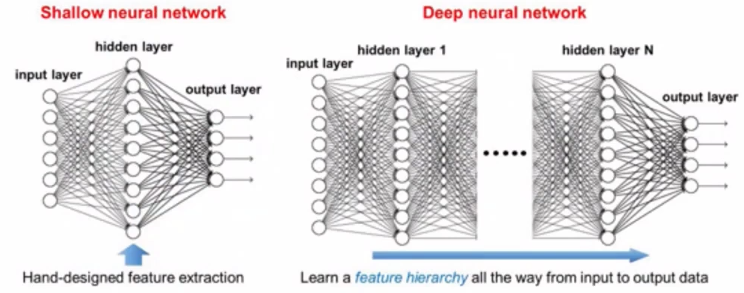 Shallow neural network
Deep neural network
hidden layer
input layer
output layer
hidden layer 1
hidden layer N
input layer
output layer
Hand-designed feature extraction
Learn a feature hierarchy all the way from input to output data